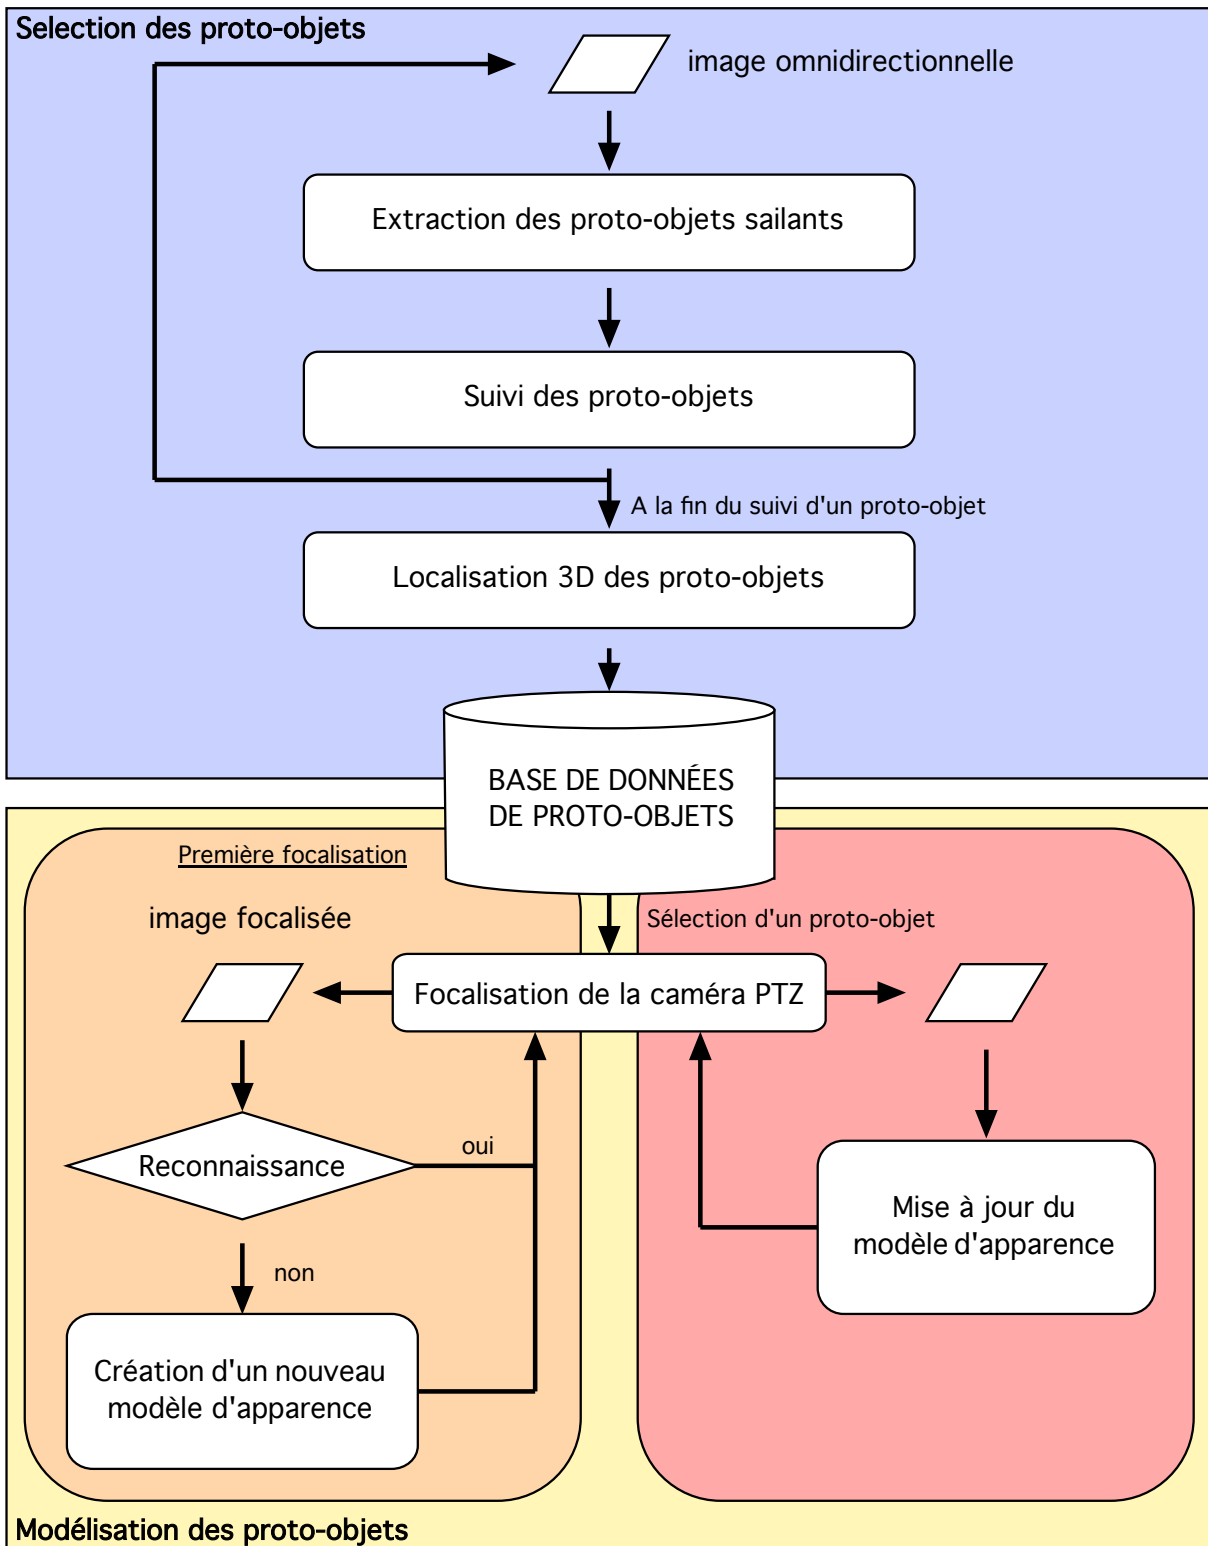 Selection des proto-objets
image omnidirectionnelle
Extraction des proto-objets sailants
Suivi des proto-objets
A la fin du suivi d'un proto-objet
Localisation 3D des proto-objets
BASE DE DONNÉES
DE PROTO-OBJETS
Première focalisation
image focalisée
Sélection d'un proto-objet
Focalisation de la caméra PTZ
Reconnaissance
oui
non
Création d'un nouveau
modèle d'apparence
Mise à jour du
modèle d'apparence
Modélisation des proto-objets